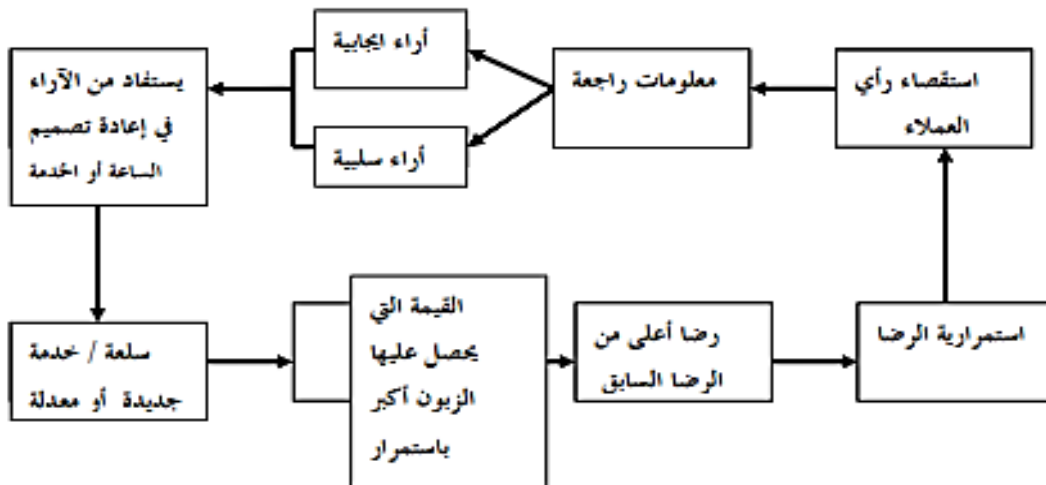 استقصاء رأي
العملاء
معلومات راجعة
أراء ايجابية
أراء سلبية
يستفاد من الآراء
في إعادة تصميم
الساعة أو الخدمة
سلعة / خدمة
جديدة أو معدلة
القيمة التي
يحصل عليها
الزبون أكبر
باستمرار
رضا أعلى من
الرضا السابق
استمرارية الرضا